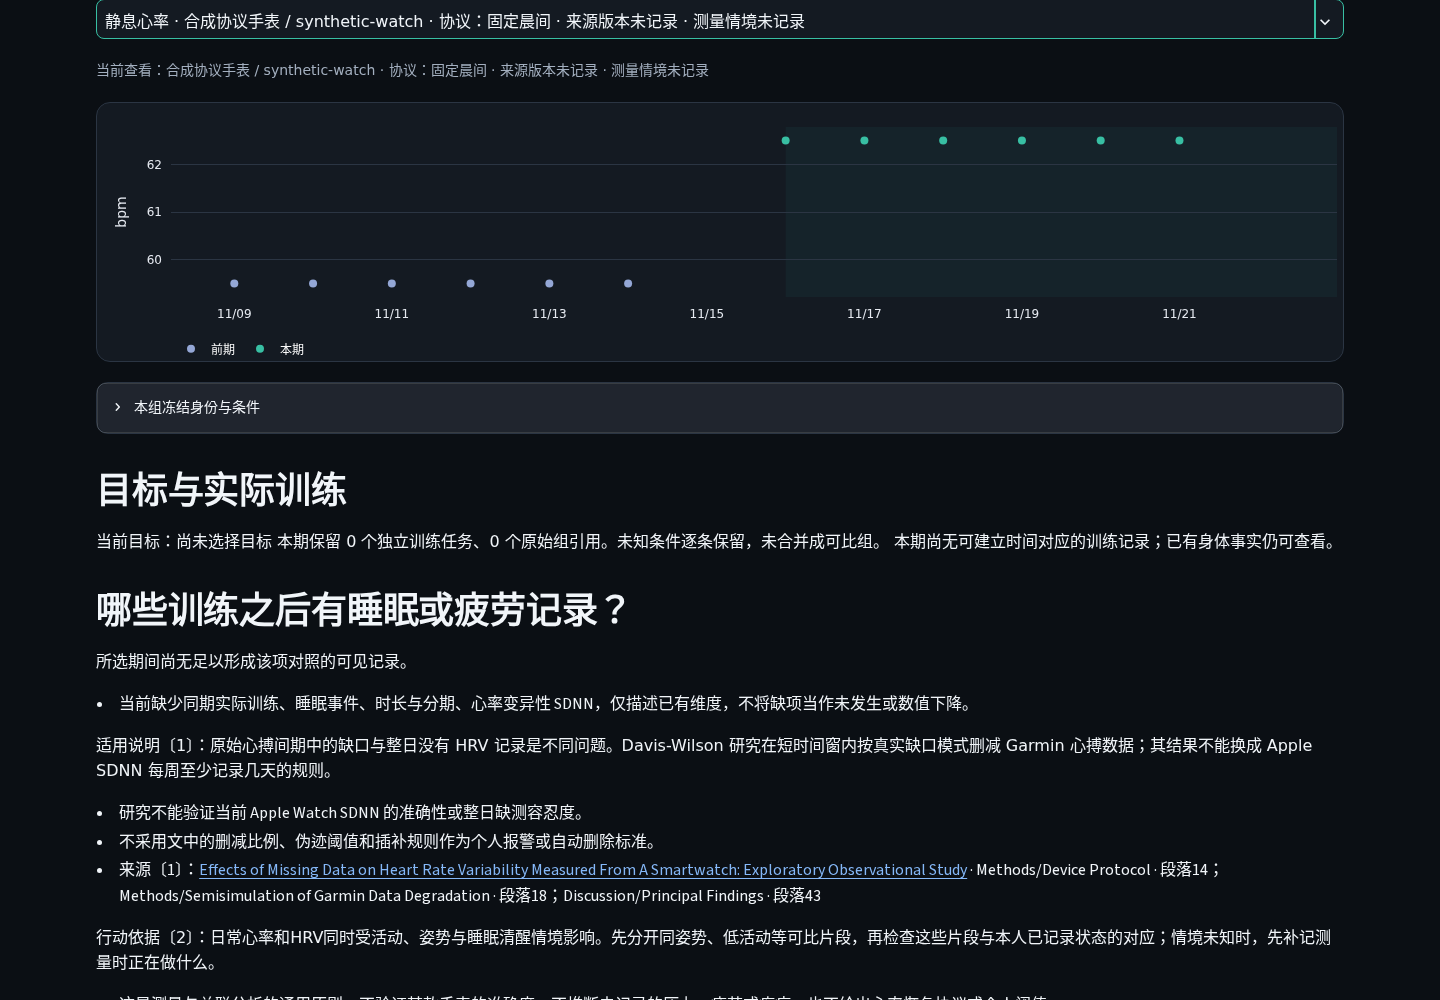 静息心率 · 合成协议手表 / synthetic-watch · 协议：固定晨间 · 来源版本未记录 · 测量情境未记录
当前查看：合成协议手表 / synthetic-watch · 协议：固定晨间 · 来源版本未记录 · 测量情境未记录
bpm
62
61
60
11/09 11/11 11/13 11/15 11/17 11/19 11/21
前期 本期
本组冻结身份与条件
目标与实际训练
当前目标：尚未选择目标 本期保留 0 个独立训练任务、0 个原始组引用。未知条件逐条保留，未合并成可比组。 本期尚无可建立时间对应的训练记录；已有身体事实仍可查看。
哪些训练之后有睡眠或疲劳记录？
所选期间尚无足以形成该项对照的可见记录。
• 当前缺少同期实际训练、睡眠事件、时长与分期、心率变异性 SDNN，仅描述已有维度，不将缺项当作未发生或数值下降。
适用说明〔1〕：原始心搏间期中的缺口与整日没有 HRV 记录是不同问题。Davis-Wilson 研究在短时间窗内按真实缺口模式删减 Garmin 心搏数据；其结果不能换成 Apple
SDNN 每周至少记录几天的规则。
• 研究不能验证当前 Apple Watch SDNN 的准确性或整日缺测容忍度。
• 不采用文中的删减比例、伪迹阈值和插补规则作为个人报警或自动删除标准。
• 来源〔1〕：Effects of Missing Data on Heart Rate Variability Measured From A Smartwatch: Exploratory Observational Study · Methods/Device Protocol · 段落14；
Methods/Semisimulation of Garmin Data Degradation · 段落18；Discussion/Principal Findings · 段落43
行动依据〔2〕：日常心率和HRV同时受活动、姿势与睡眠清醒情境影响。先分开同姿势、低活动等可比片段，再检查这些片段与本人已记录状态的对应；情境未知时，先补记测
量时正在做什么。